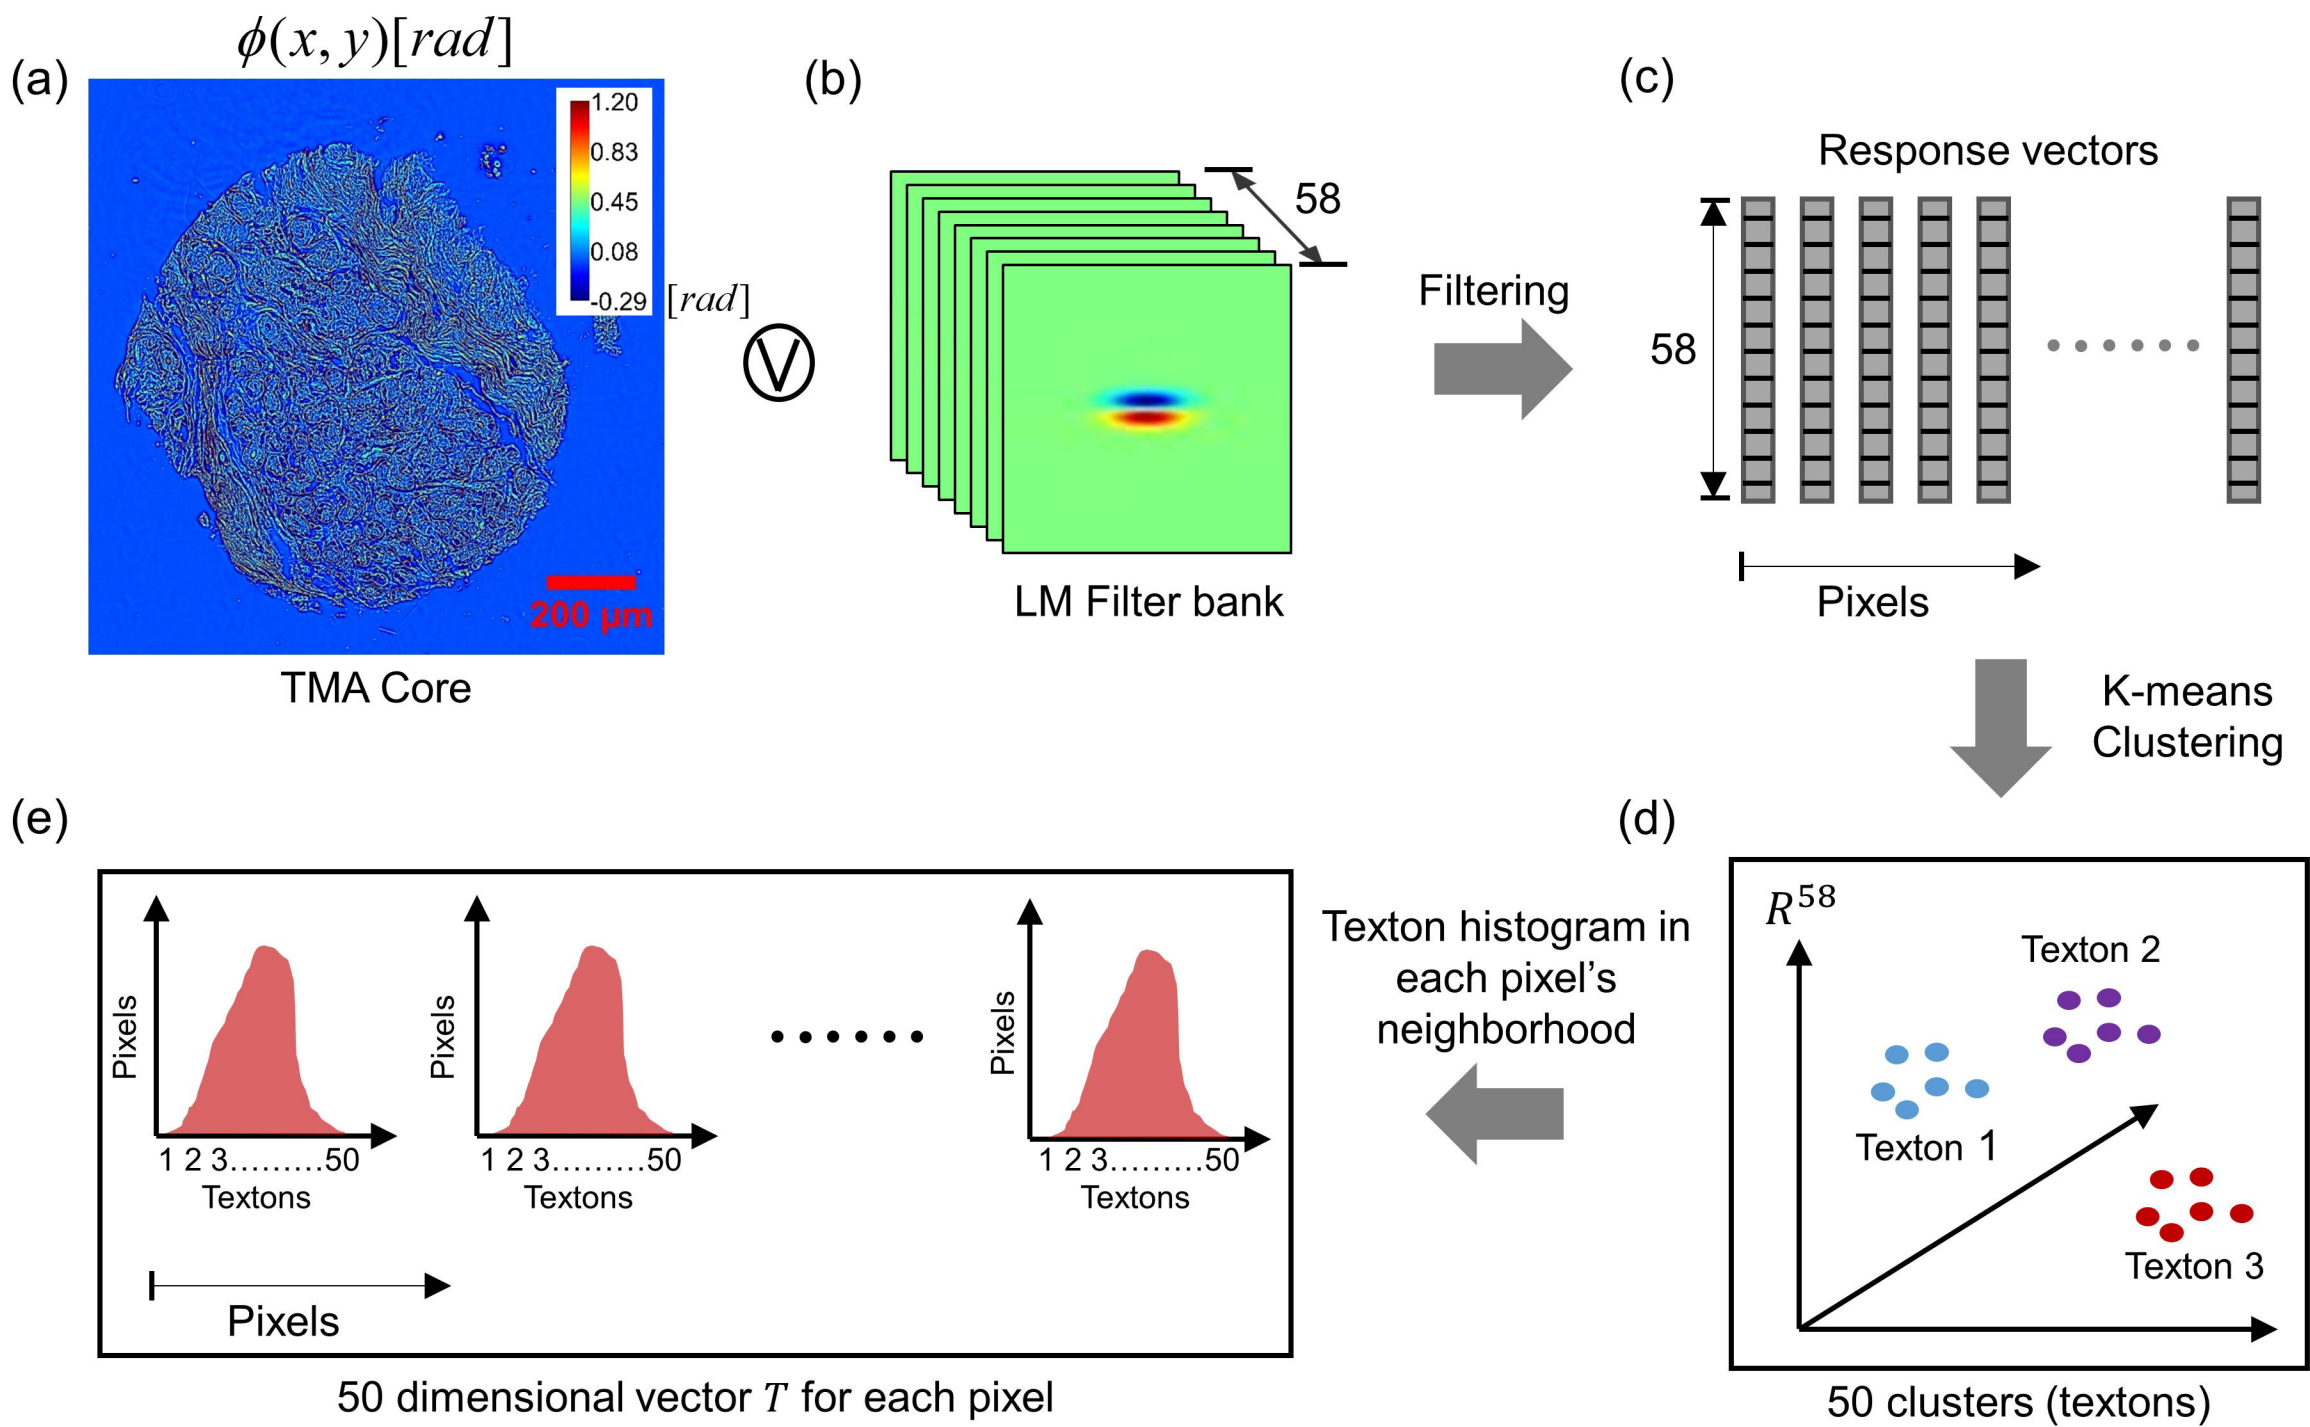 ϕ(x, y)[rad]
(a)
1.20
0.83
0.45
0.08
-0.29
[rad]
200 µm
TMA Core
(b)
58
LM Filter bank
Filtering
(c)
Response vectors
58
Pixels
K-means
Clustering
(d)
R⁵⁸
Texton 2
Texton 1
Texton 3
50 clusters (textons)
Texton histogram in
each pixel’s
neighborhood
(e)
Pixels
1 2 3.........50
Textons
Pixels
1 2 3.........50
Textons
Pixels
1 2 3.........50
Textons
Pixels
50 dimensional vector T for each pixel